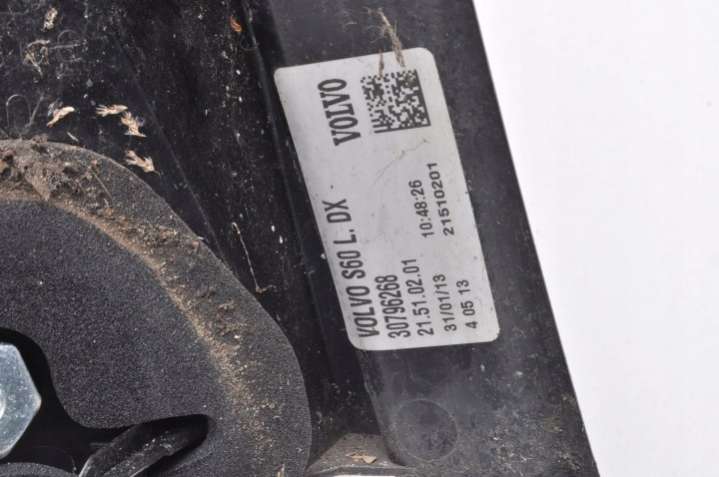 VOLVO
VOLVO S60 L. DX
30796268
21.51.02.01 10:48:26
31/01/13 21510201
4 05 13